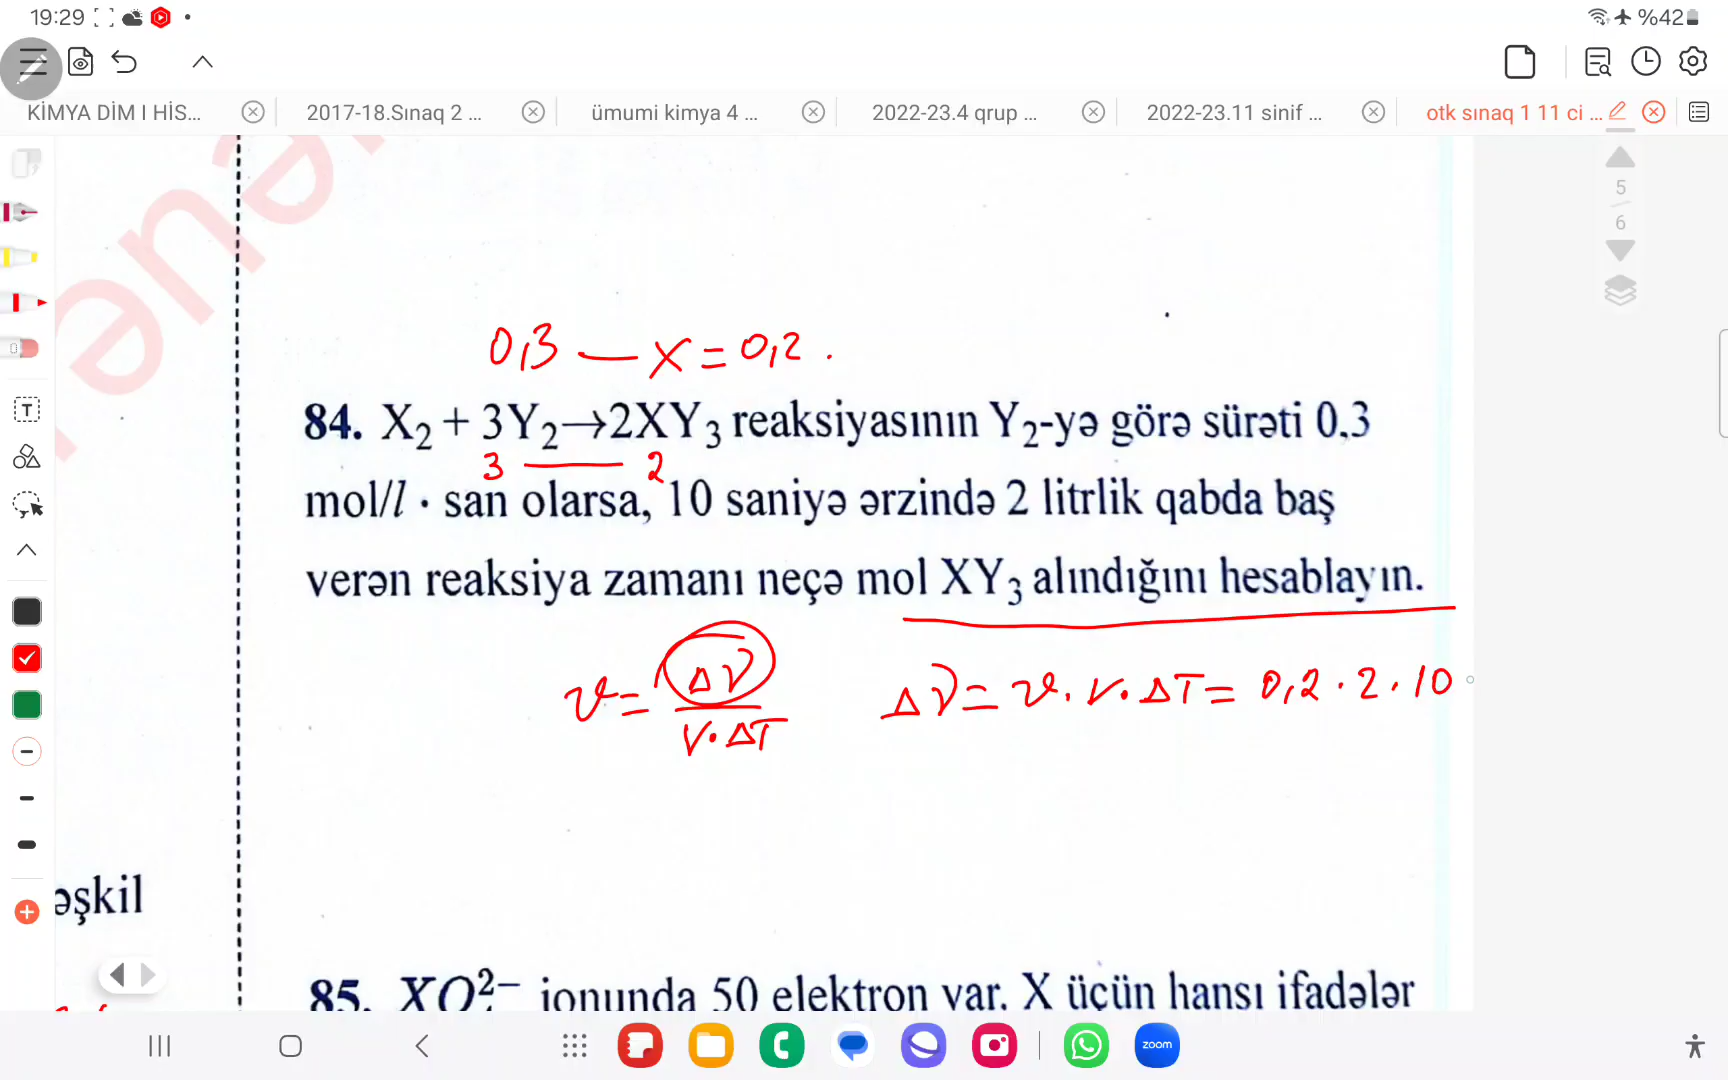 19:29
%42
KİMYA DİM I HİS...
2017-18.Sınaq 2 ...
ümumi kimya 4 ...
2022-23.4 qrup ...
2022-23.11 sinif ...
otk sınaq 1 11 ci ...
5
6
0,3 — x = 0,2 .
84. X₂ + 3Y₂→2XY₃ reaksiyasının Y₂-yə görə sürəti 0,3
3 — 2
mol/l · san olarsa, 10 saniyə ərzində 2 litrlik qabda baş
verən reaksiya zamanı neçə mol XY₃ alındığını hesablayın.
ϑ = Δν / V · ΔT
Δν = ϑ · V · ΔT = 0,2 · 2 · 10
əşkil
85. XO²⁻ ionunda 50 elektron var. X üçün hansı ifadələr
T
zoom